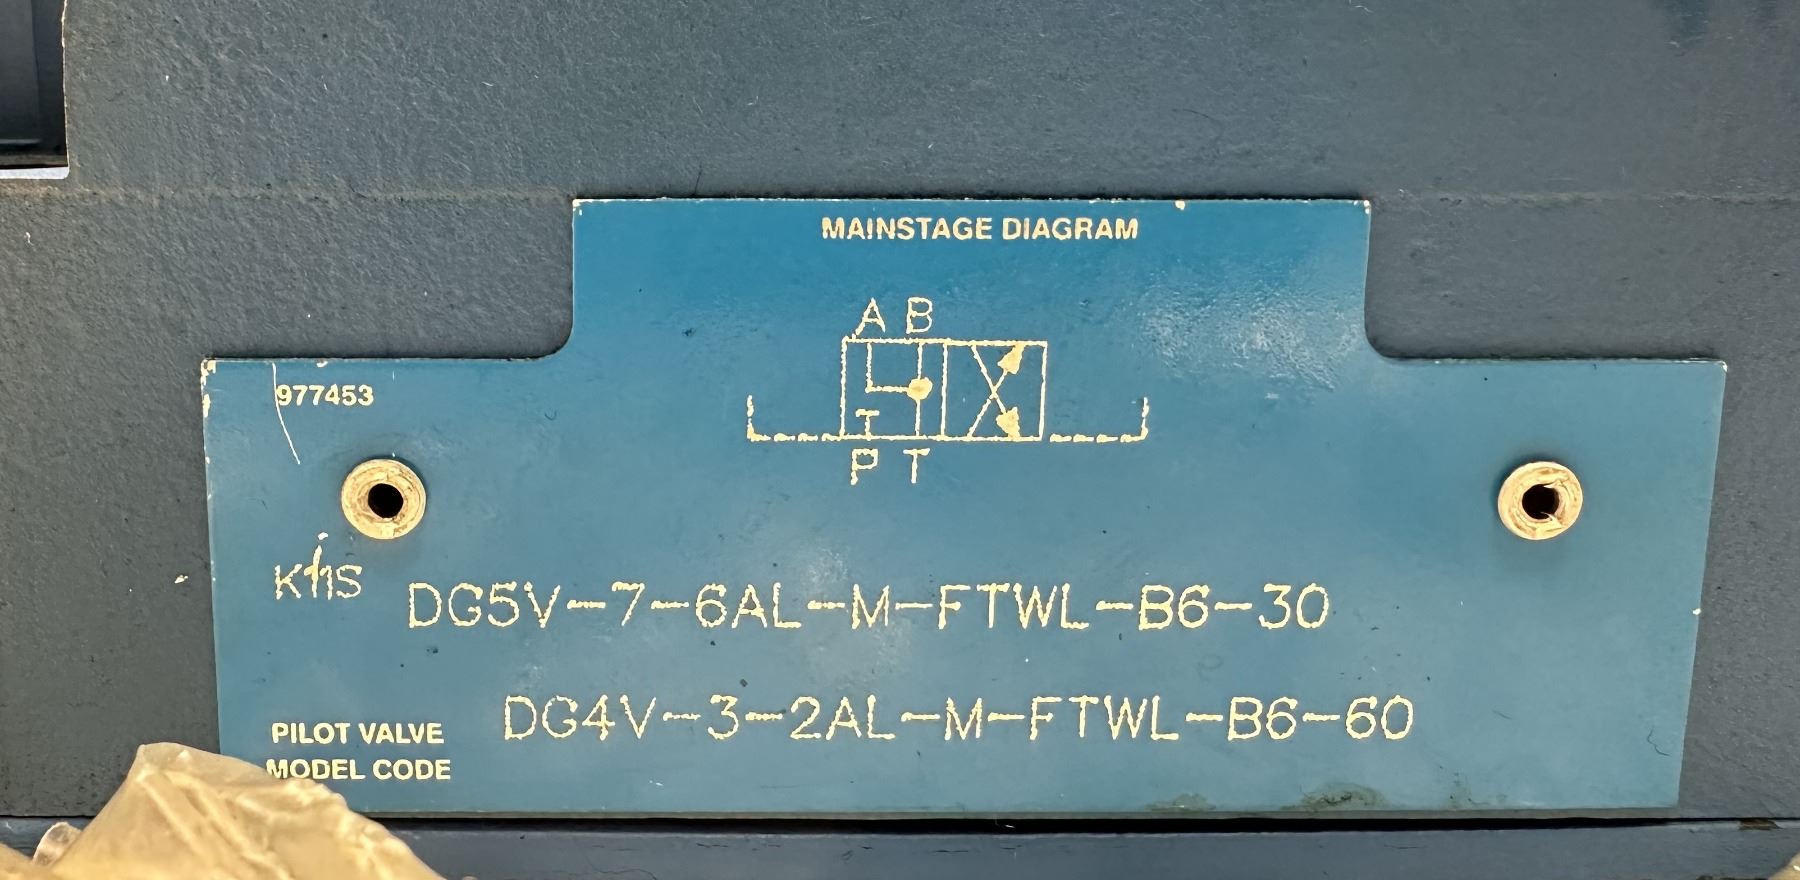 MAINSTAGE DIAGRAM
A B
977453
P T
DG5V-7-6AL-M-FTWL-B6-30
DG4V-3-2AL-M-FTWL-B6-60
PILOT VALVE
MODEL CODE